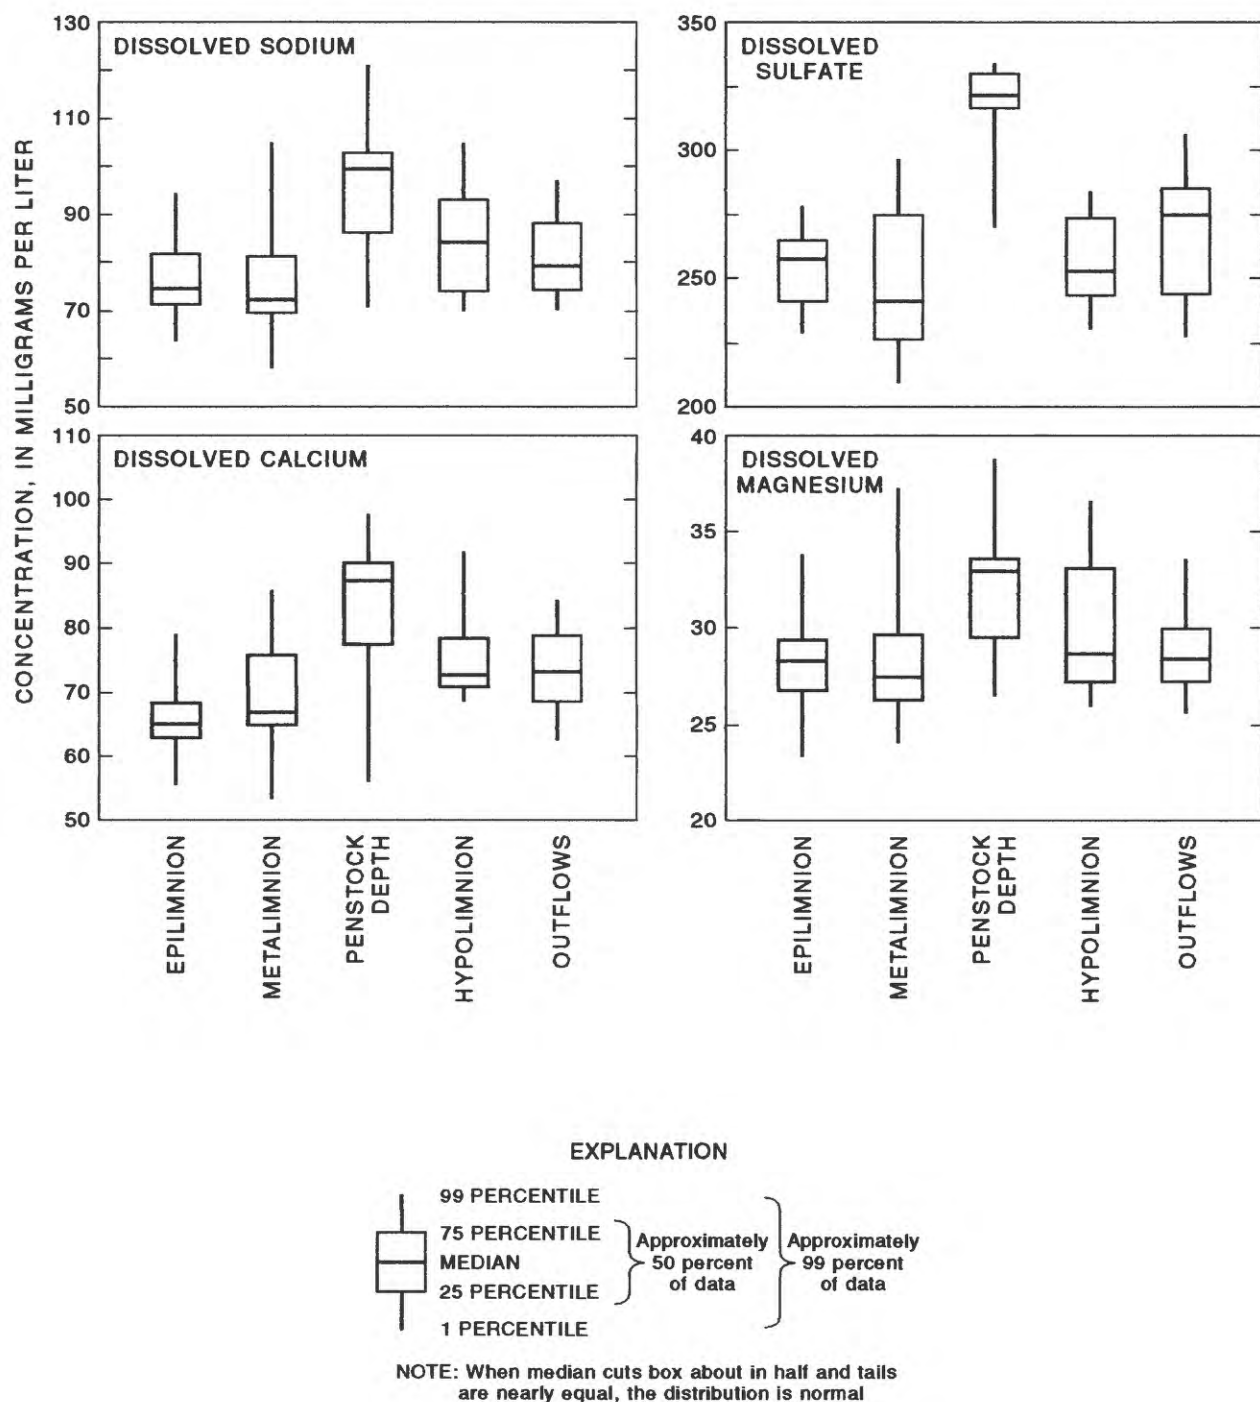 CONCENTRATION, IN MILLIGRAMS PER LITER
DISSOLVED SODIUM
130
110
90
70
50
DISSOLVED
SULFATE
350
300
250
200
DISSOLVED CALCIUM
110
100
90
80
70
60
50
DISSOLVED
MAGNESIUM
40
35
30
25
20
EPILIMNION
METALIMNION
PENSTOCK
DEPTH
HYPOLIMNION
OUTFLOWS
EPILIMNION
METALIMNION
PENSTOCK
DEPTH
HYPOLIMNION
OUTFLOWS
EXPLANATION
99 PERCENTILE
75 PERCENTILE
MEDIAN
25 PERCENTILE
1 PERCENTILE
Approximately
50 percent
of data
Approximately
99 percent
of data
NOTE: When median cuts box about in half and tails
are nearly equal, the distribution is normal